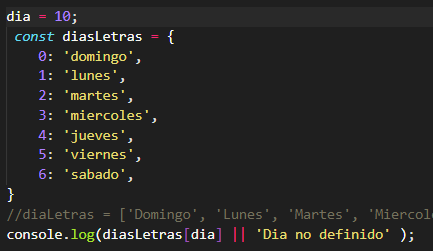 dia = 10;
const diasLetras = {
0: 'domingo',
1: 'lunes',
2: 'martes',
3: 'miercoles',
4: 'jueves',
5: 'viernes',
6: 'sabado',
}
//diaLetras = ['Domingo', 'Lunes', 'Martes', 'Miercol
console.log(diasLetras[dia] || 'Dia no definido' );